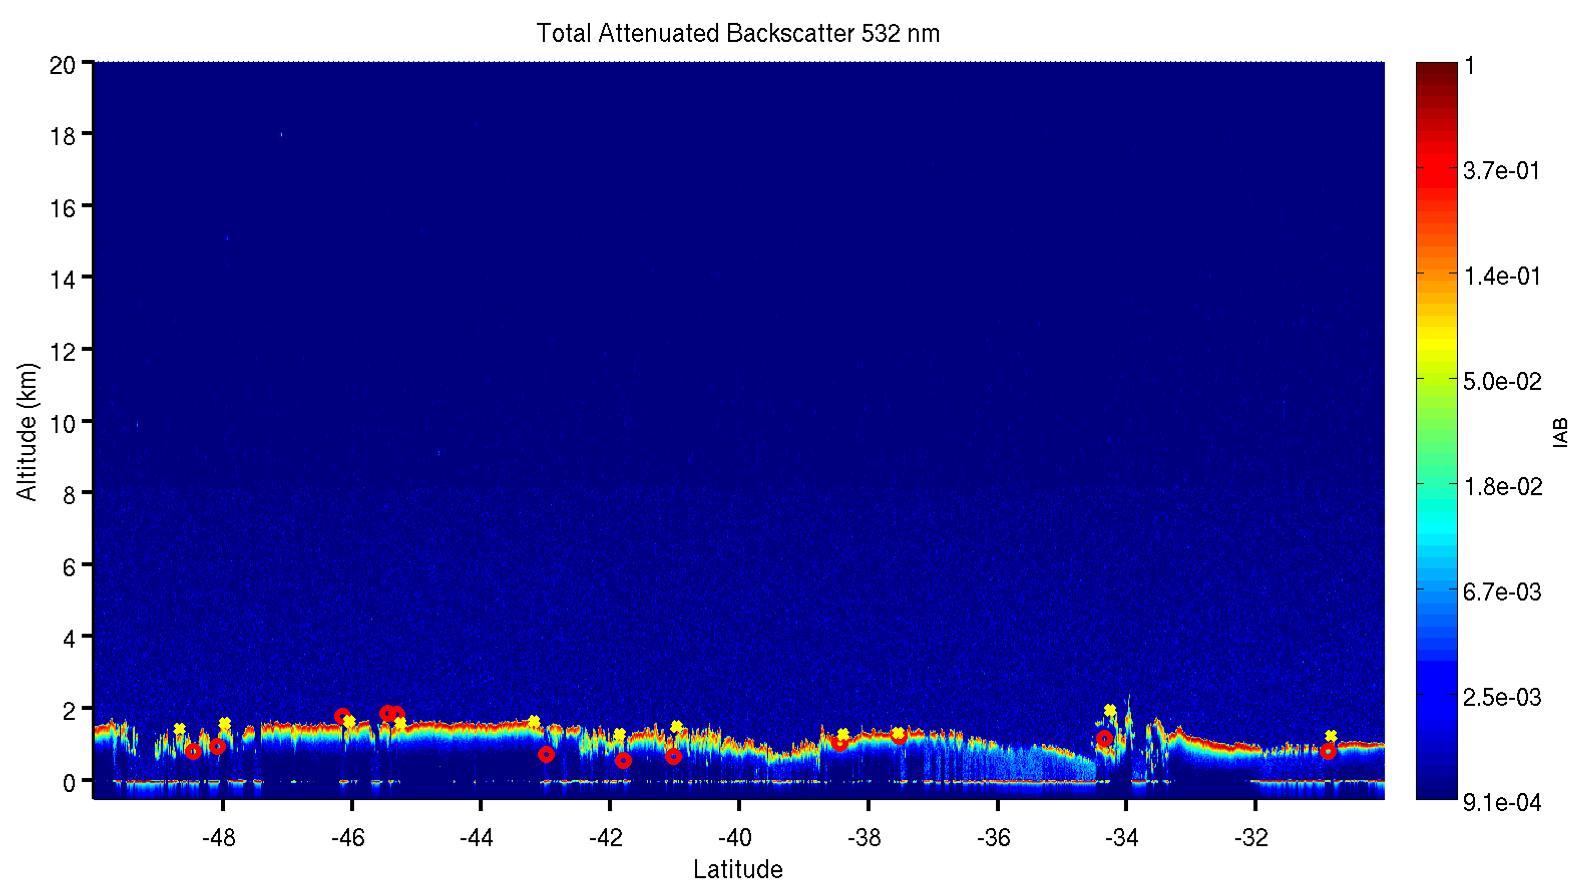 Total Attenuated Backscatter 532 nm
20
18
16
14
12
10
8
6
4
2
0
Altitude (km)
-48
-46
-44
-42
-40
-38
-36
-34
-32
Latitude
1
3.7e-01
1.4e-01
5.0e-02
1.8e-02
6.7e-03
2.5e-03
9.1e-04
IAB